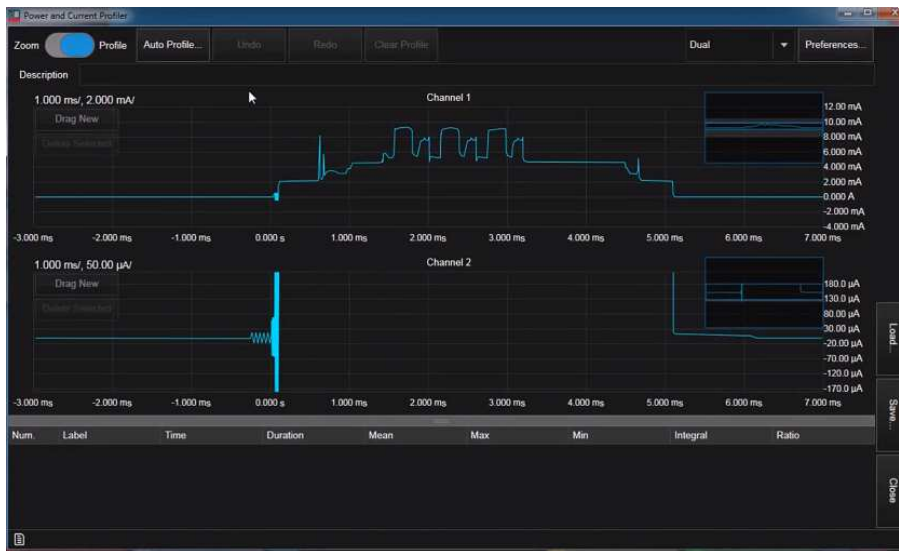 Power and Current Profiler
Zoom Profile Auto Profile... Undo Redo Clear Profile Dual Preferences...
Description
1.000 ms/, 2.000 mA/ Channel 1
Drag New
Delete Selected
12.00 mA
10.00 mA
8.000 mA
6.000 mA
4.000 mA
2.000 mA
0.000 A
-2.000 mA
-4.000 mA
-3.000 ms -2.000 ms -1.000 ms 0.000 s 1.000 ms 2.000 ms 3.000 ms 4.000 ms 5.000 ms 6.000 ms 7.000 ms
1.000 ms/, 50.00 µA/ Channel 2
Drag New
Delete Selected
180.0 µA
130.0 µA
80.00 µA
30.00 µA
-20.00 µA
-70.00 µA
-120.0 µA
-170.0 µA
-3.000 ms -2.000 ms -1.000 ms 0.000 s 1.000 ms 2.000 ms 3.000 ms 4.000 ms 5.000 ms 6.000 ms 7.000 ms
Load...
Save...
Close
Num. Label Time Duration Mean Max Min Integral Ratio